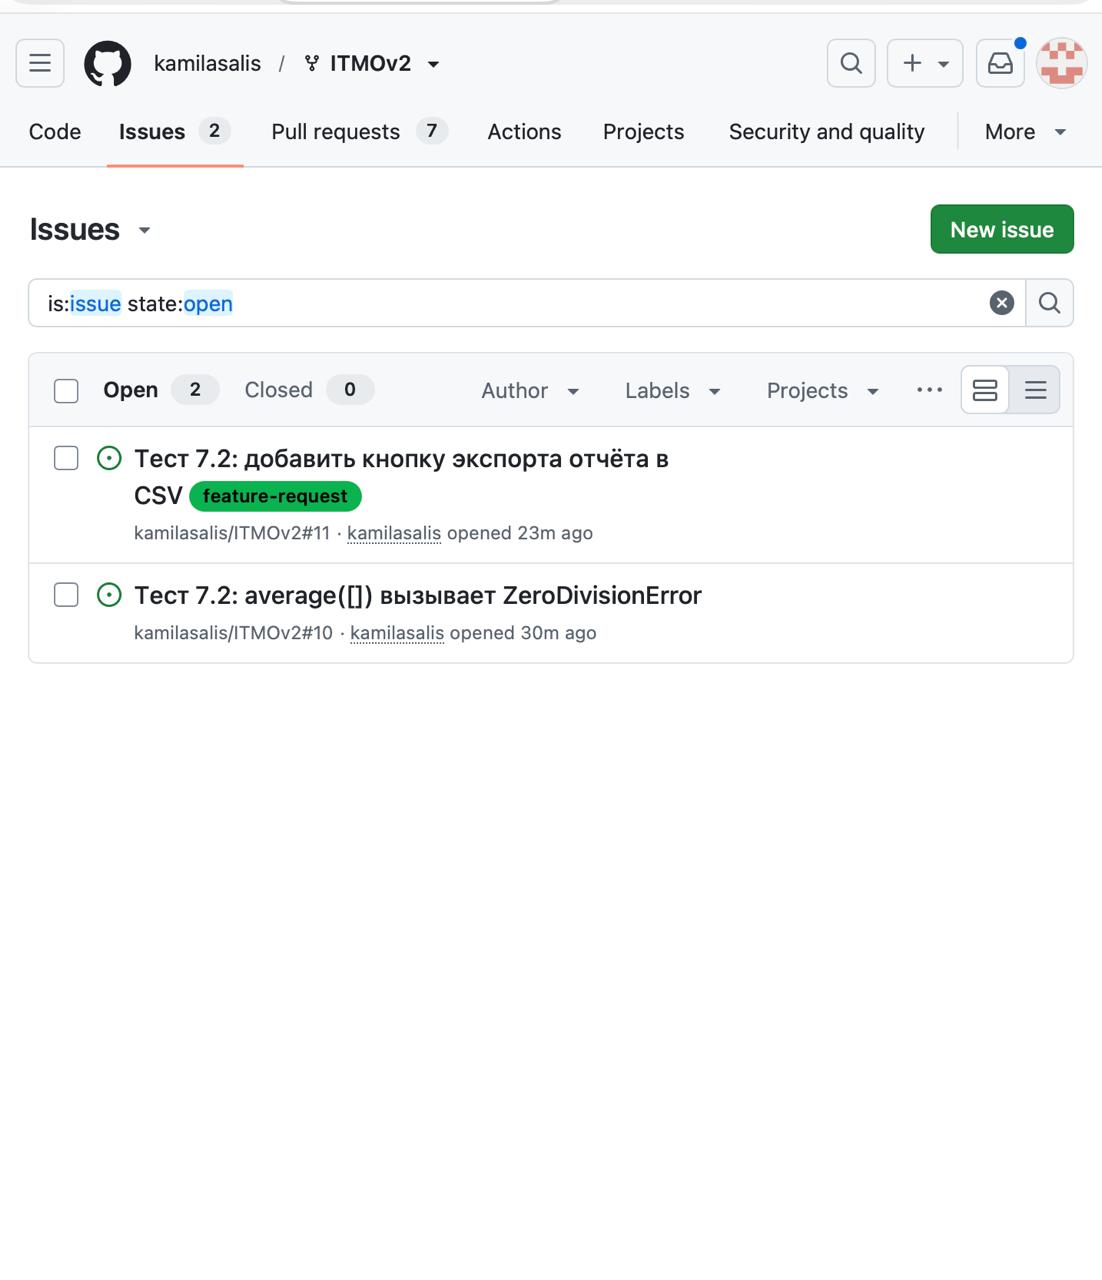 kamilasalis / ITMOv2
Code Issues 2 Pull requests 7 Actions Projects Security and quality More
Issues New issue
is:issue state:open
Open 2 Closed 0 Author Labels Projects
Тест 7.2: добавить кнопку экспорта отчёта в
CSV feature-request
kamilasalis/ITMOv2#11 · kamilasalis opened 23m ago
Тест 7.2: average([]) вызывает ZeroDivisionError
kamilasalis/ITMOv2#10 · kamilasalis opened 30m ago